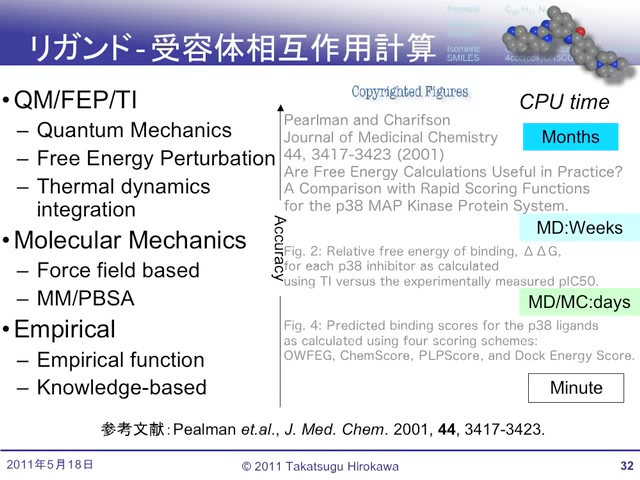 Formula
Isomeric
SMILES
リガンド-受容体相互作用計算
•QM/FEP/TI
– Quantum Mechanics
– Free Energy Perturbation
– Thermal dynamics
integration
•Molecular Mechanics
– Force field based
– MM/PBSA
•Empirical
– Empirical function
– Knowledge-based
Accuracy
Copyrighted Figures
Pearlman and Charifson
Journal of Medicinal Chemistry
44, 3417-3423 (2001)
Are Free Energy Calculations Useful in Practice?
A Comparison with Rapid Scoring Functions
for the p38 MAP Kinase Protein System.
Fig. 2: Relative free energy of binding, ΔΔG,
for each p38 inhibitor as calculated
using TI versus the experimentally measured pIC50.
Fig. 4: Predicted binding scores for the p38 ligands
as calculated using four scoring schemes:
OWFEG, ChemScore, PLPScore, and Dock Energy Score.
CPU time
Months
MD:Weeks
MD/MC:days
Minute
参考文献：Pealman et.al., J. Med. Chem. 2001, 44, 3417-3423.
2011年5月18日
© 2011 Takatsugu Hirokawa
32